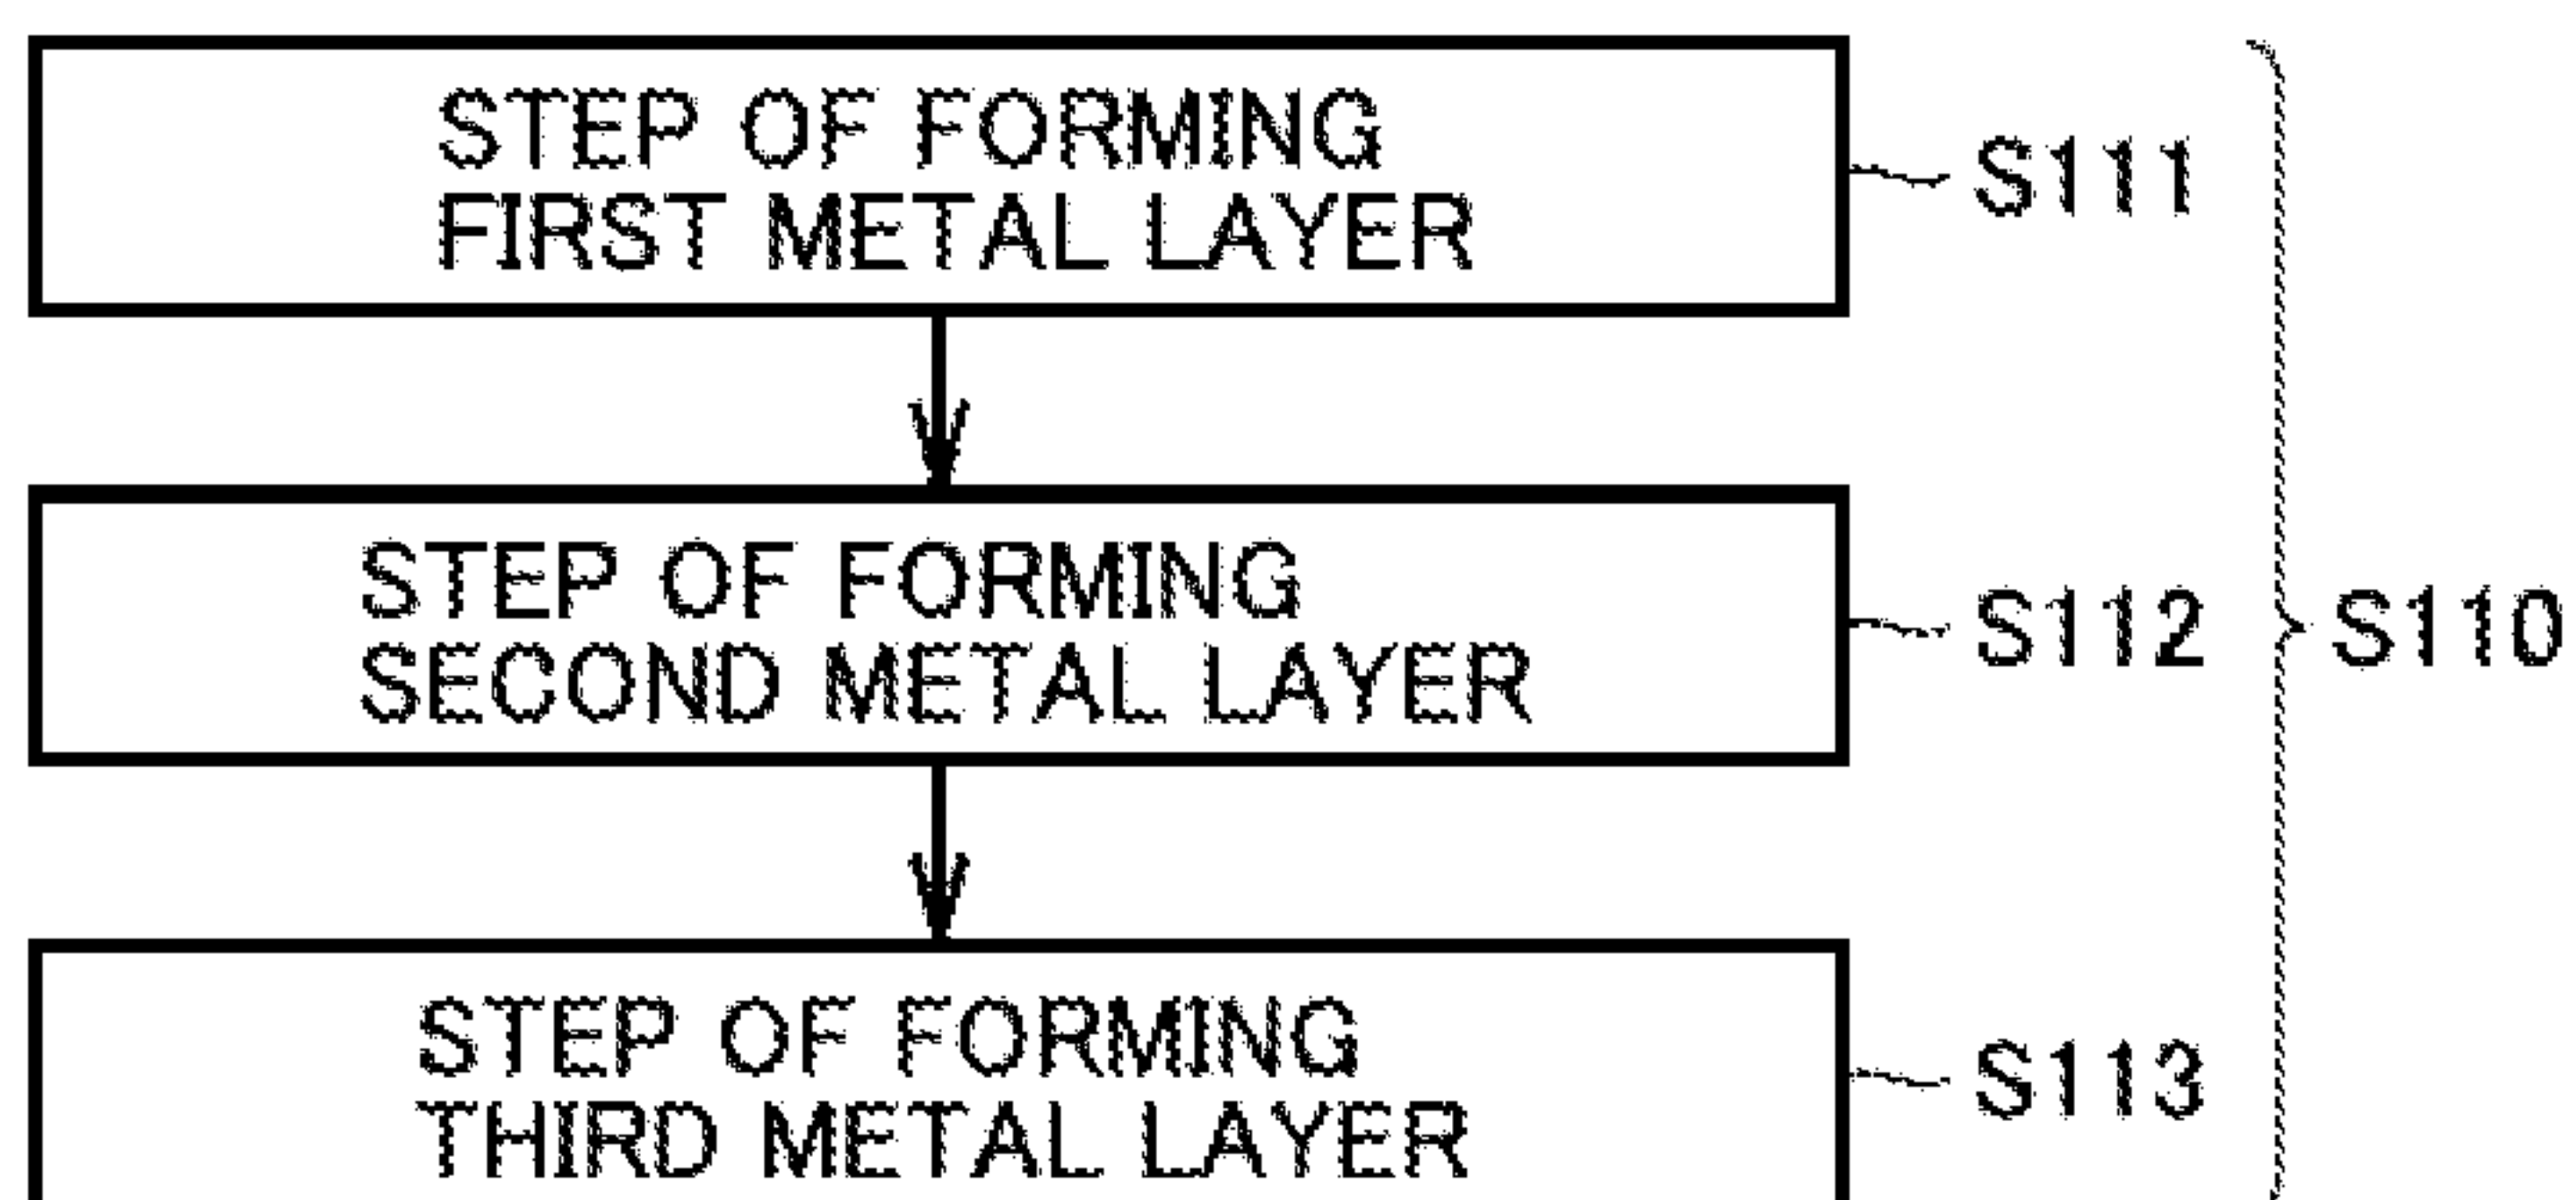 STEP OF FORMING
FIRST METAL LAYER
S111
STEP OF FORMING
SECOND METAL LAYER
S112
S110
STEP OF FORMING
THIRD METAL LAYER
S113